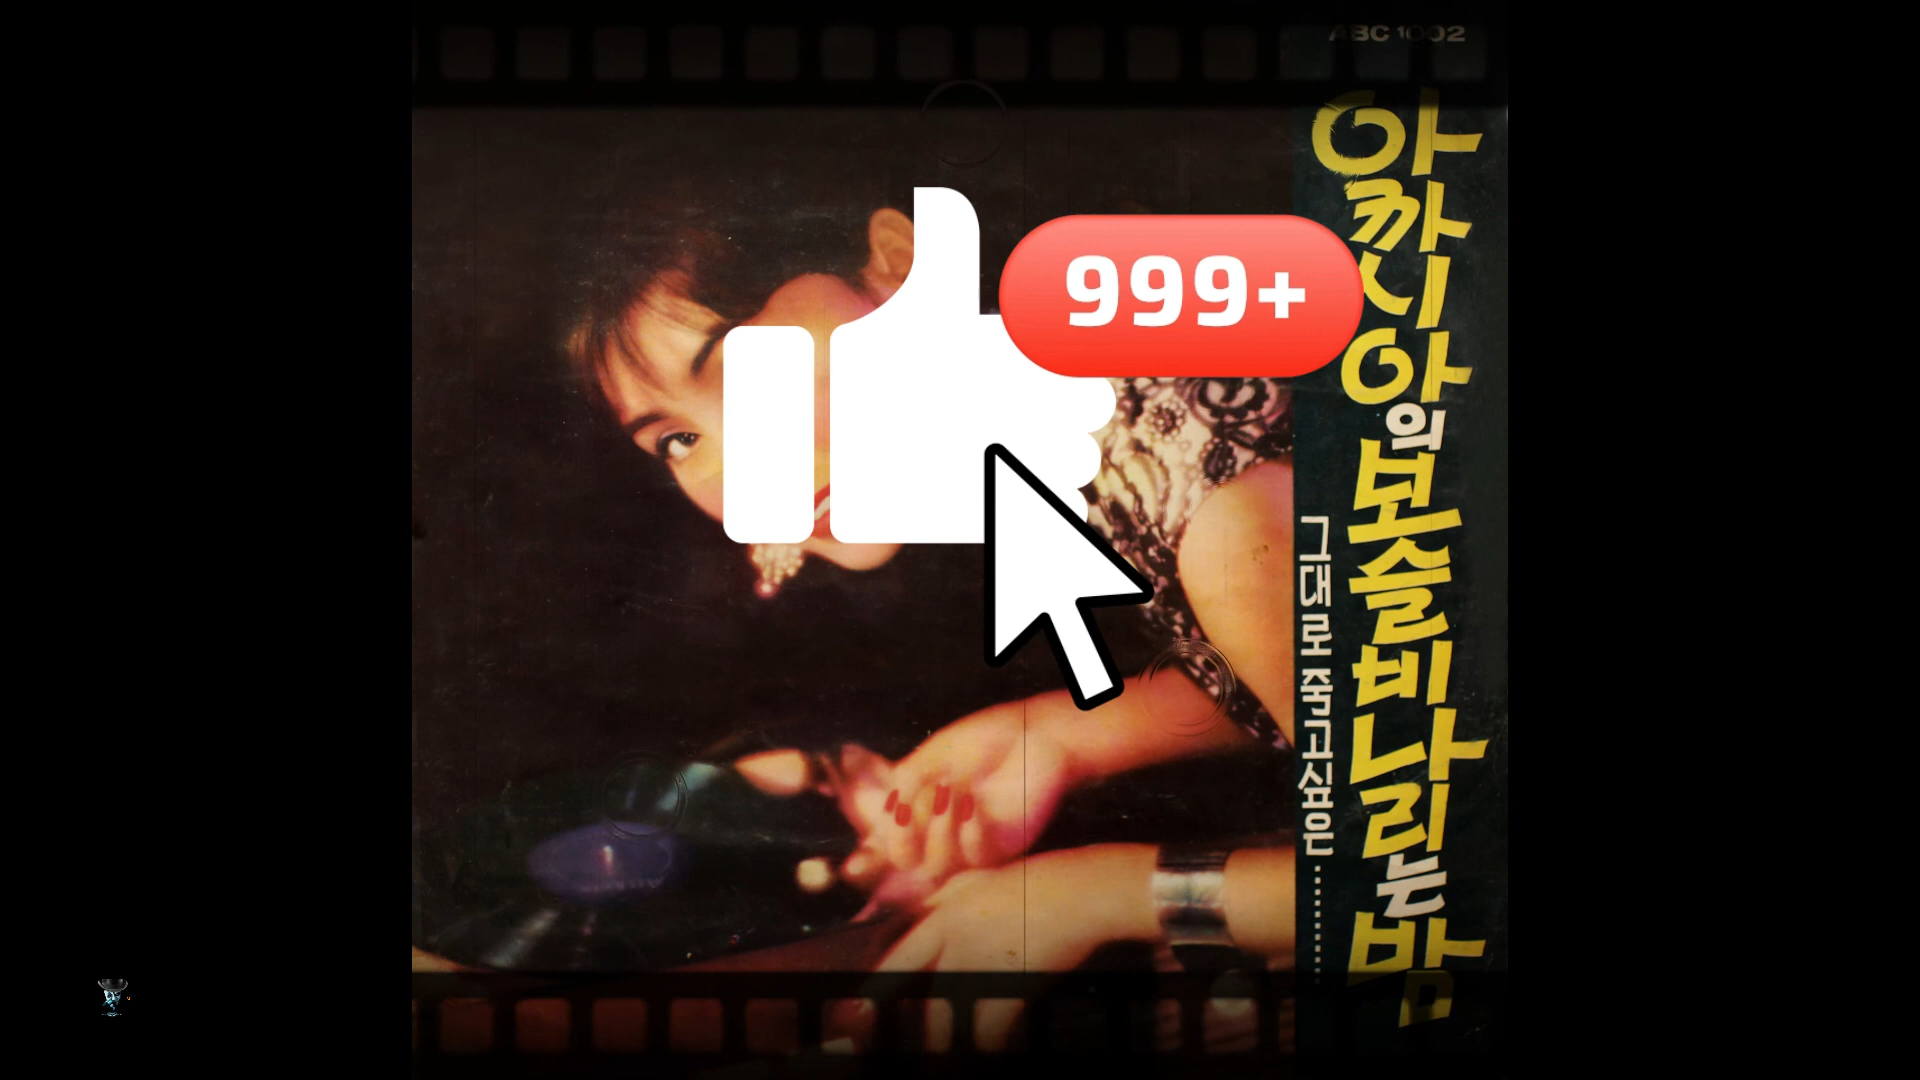 ABC 1002
999+
아까시아의 보슬비 나리는 밤
그대로 죽고싶은..........